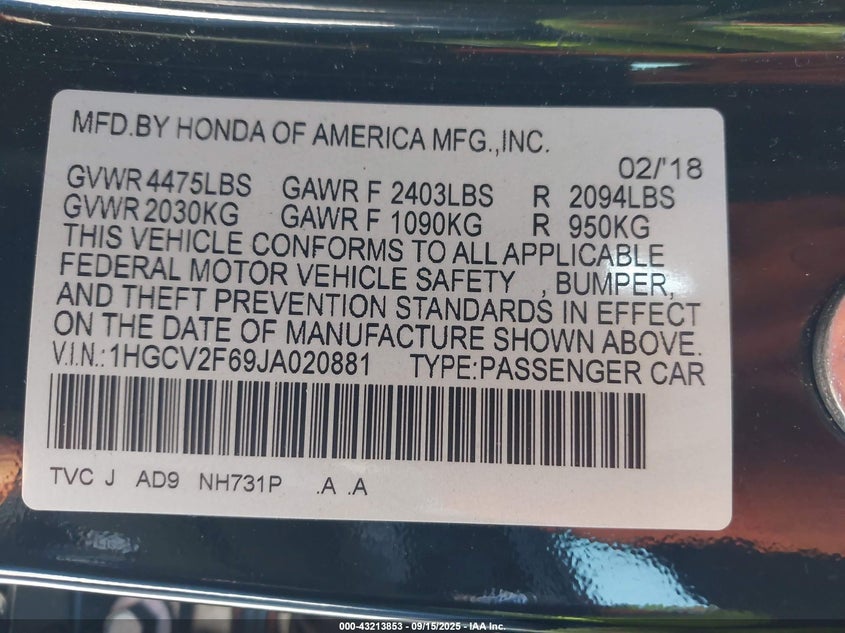 MFD.BY HONDA OF AMERICA MFG.,INC.
02/'18
GVWR 4475LBS GAWR F 2403LBS R 2094LBS
GVWR 2030KG GAWR F 1090KG R 950KG
THIS VEHICLE CONFORMS TO ALL APPLICABLE
FEDERAL MOTOR VEHICLE SAFETY , BUMPER,
AND THEFT PREVENTION STANDARDS IN EFFECT
ON THE DATE OF MANUFACTURE SHOWN ABOVE.
V.I.N.:1HGCV2F69JA020881 TYPE:PASSENGER CAR
TVC J AD9 NH731P .A .A
000-43213853 - 09/15/2025 - IAA Inc.